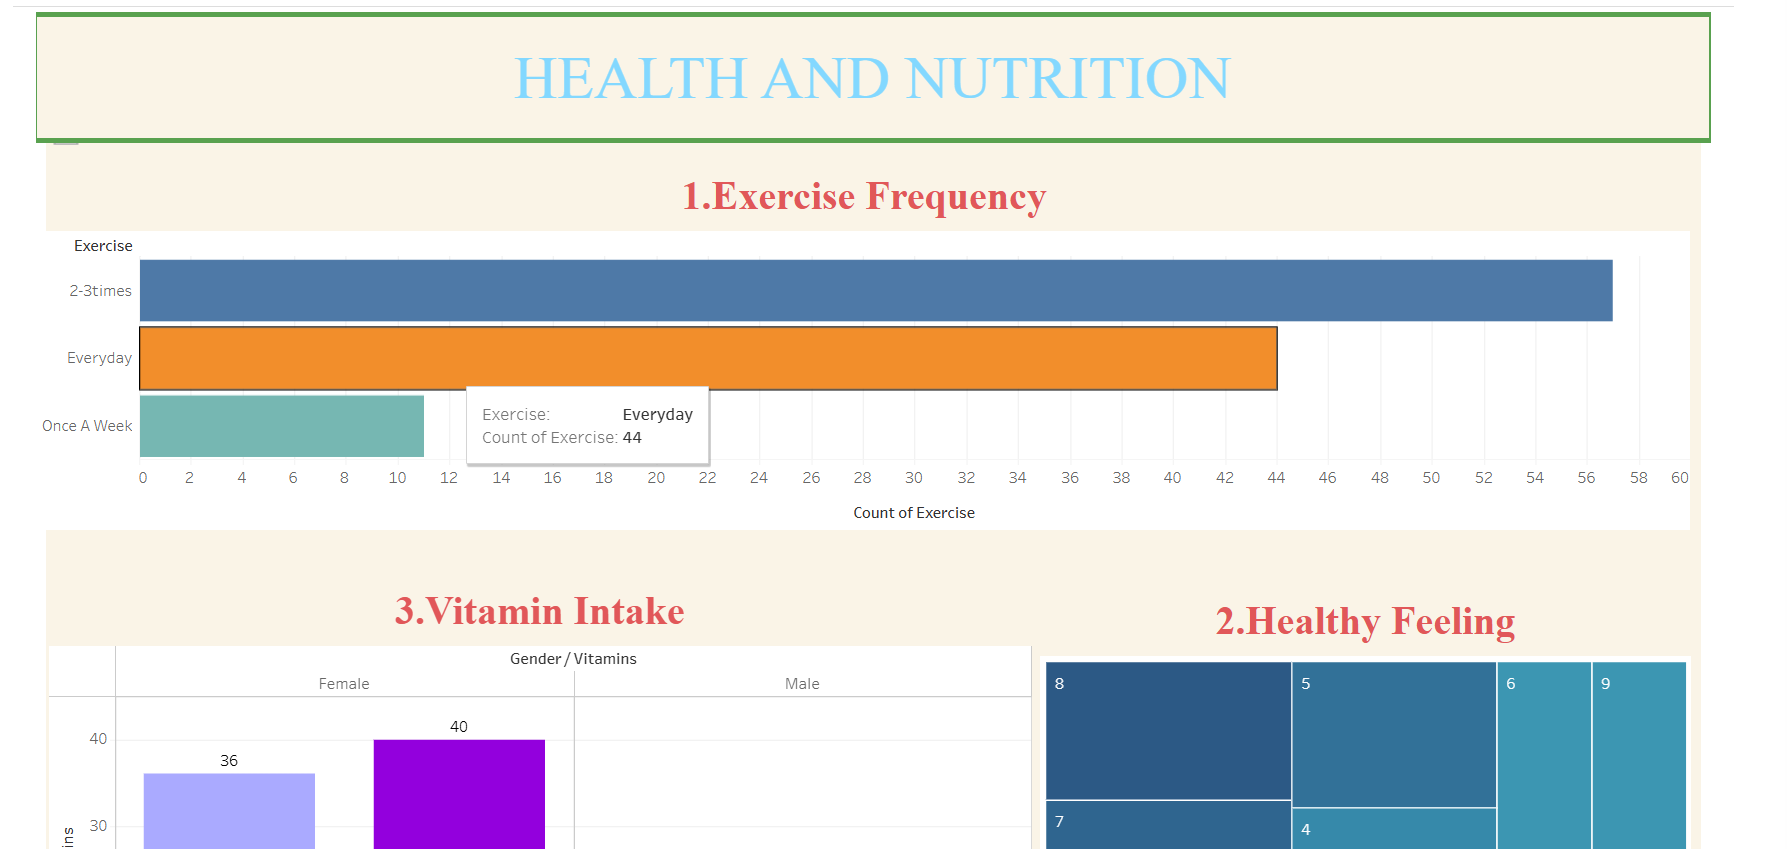 HEALTH AND NUTRITION
1.Exercise Frequency
Exercise
2-3times
Everyday
Once A Week
Exercise: Everyday
Count of Exercise: 44
0 2 4 6 8 10 12 14 16 18 20 22 24 26 28 30 32 34 36 38 40 42 44 46 48 50 52 54 56 58 60
Count of Exercise
3.Vitamin Intake
Gender / Vitamins
Female Male
40
30
36
40
2.Healthy Feeling
8 5 6 9
7 4